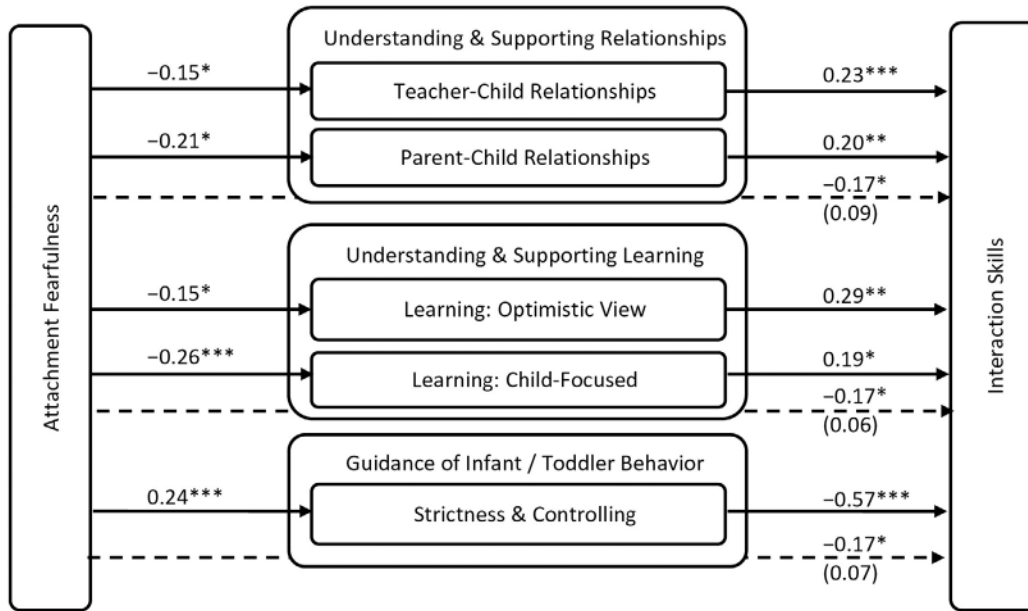 Understanding & Supporting Relationships
−0.15*
Teacher-Child Relationships
0.23***
−0.21*
Parent-Child Relationships
0.20**
−0.17*
(0.09)
Attachment Fearfulness
Interaction Skills
Understanding & Supporting Learning
−0.15*
Learning: Optimistic View
0.29**
−0.26***
Learning: Child-Focused
0.19*
−0.17*
(0.06)
Guidance of Infant / Toddler Behavior
0.24***
Strictness & Controlling
−0.57***
−0.17*
(0.07)